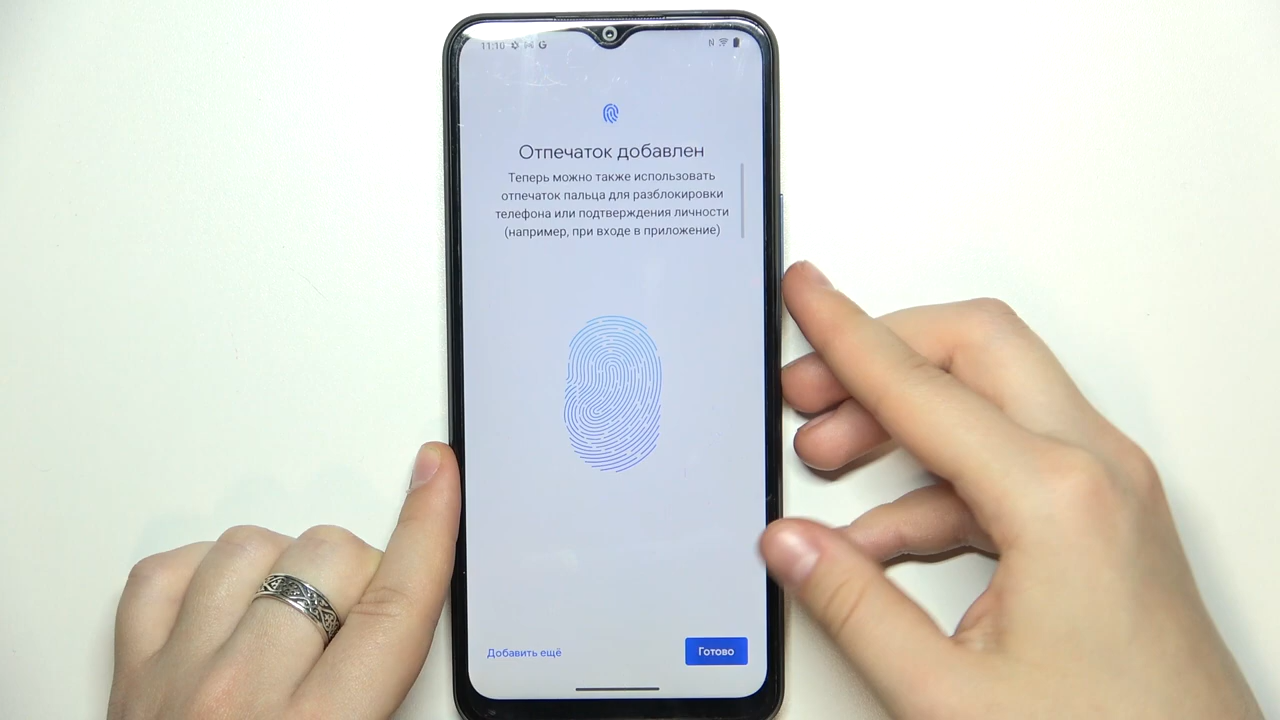 11:10 G N
Отпечаток добавлен
Теперь можно также использовать
отпечаток пальца для разблокировки
телефона или подтверждения личности
(например, при входе в приложение)
Добавить ещё Готово